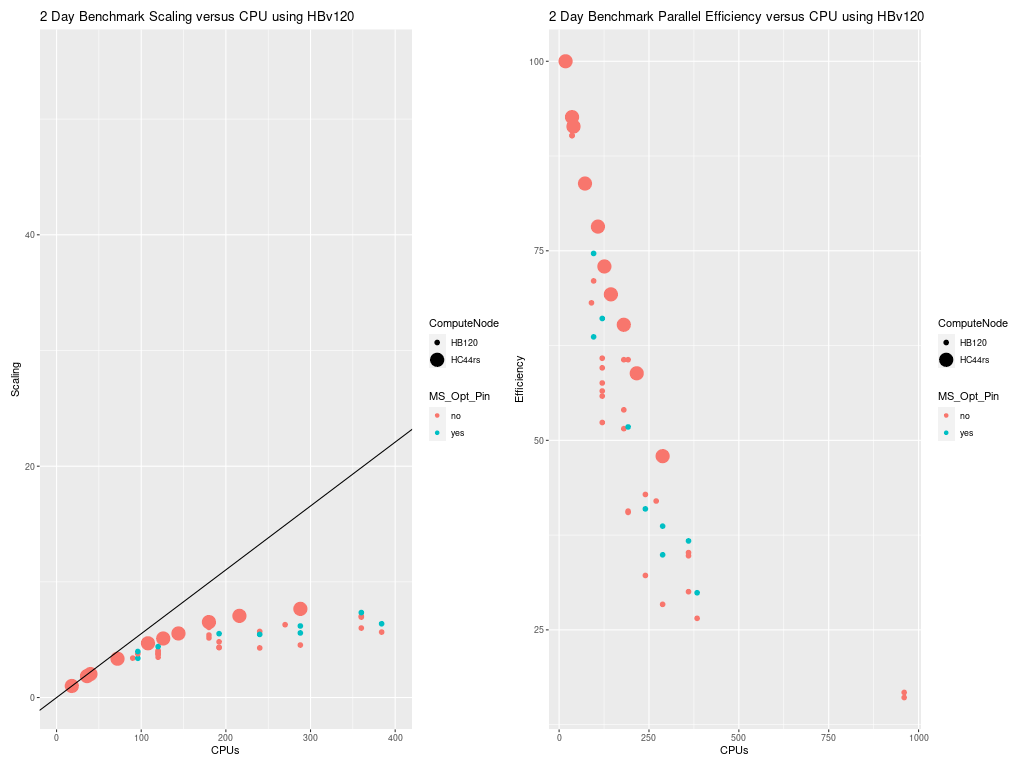 2 Day Benchmark Scaling versus CPU using HBv120
40
20
0
Scaling
0 100 200 300 400
CPUs
ComputeNode
HB120
HC44rs
MS_Opt_Pin
no
yes
2 Day Benchmark Parallel Efficiency versus CPU using HBv120
100
75
50
25
Efficiency
0 250 500 750 1000
CPUs
ComputeNode
HB120
HC44rs
MS_Opt_Pin
no
yes